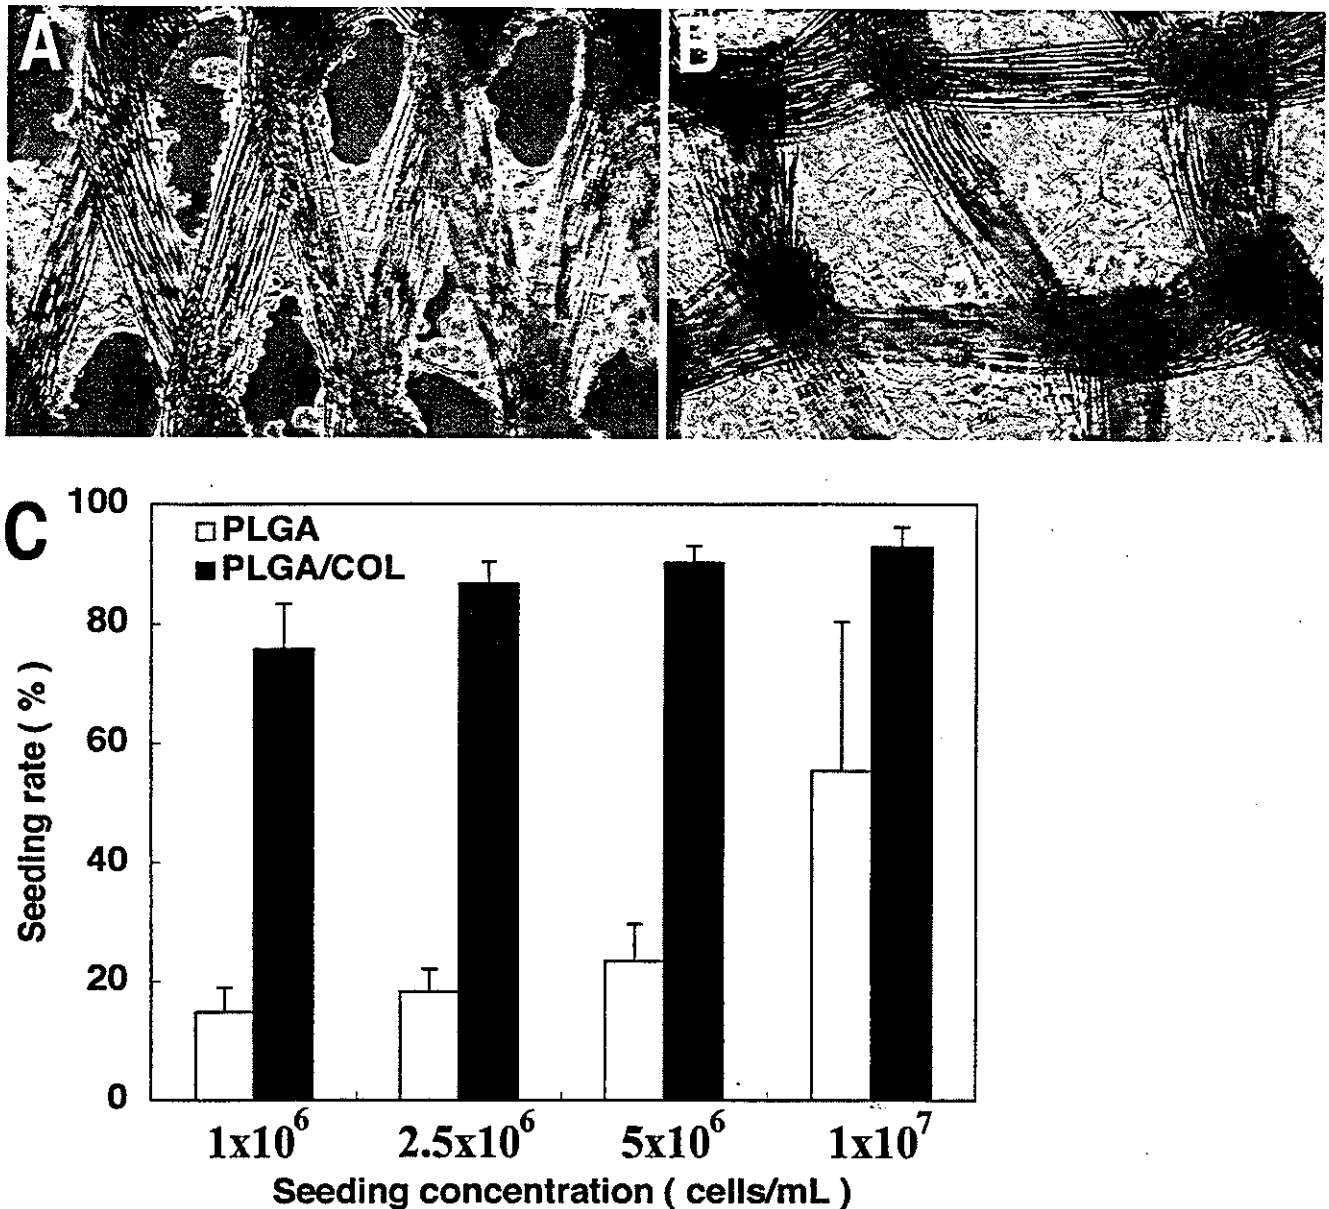 A
B
C
100
80
60
40
20
0
Seeding rate ( % )
PLGA
PLGA/COL
1x10⁶
2.5x10⁶
5x10⁶
1x10⁷
Seeding concentration ( cells/mL )